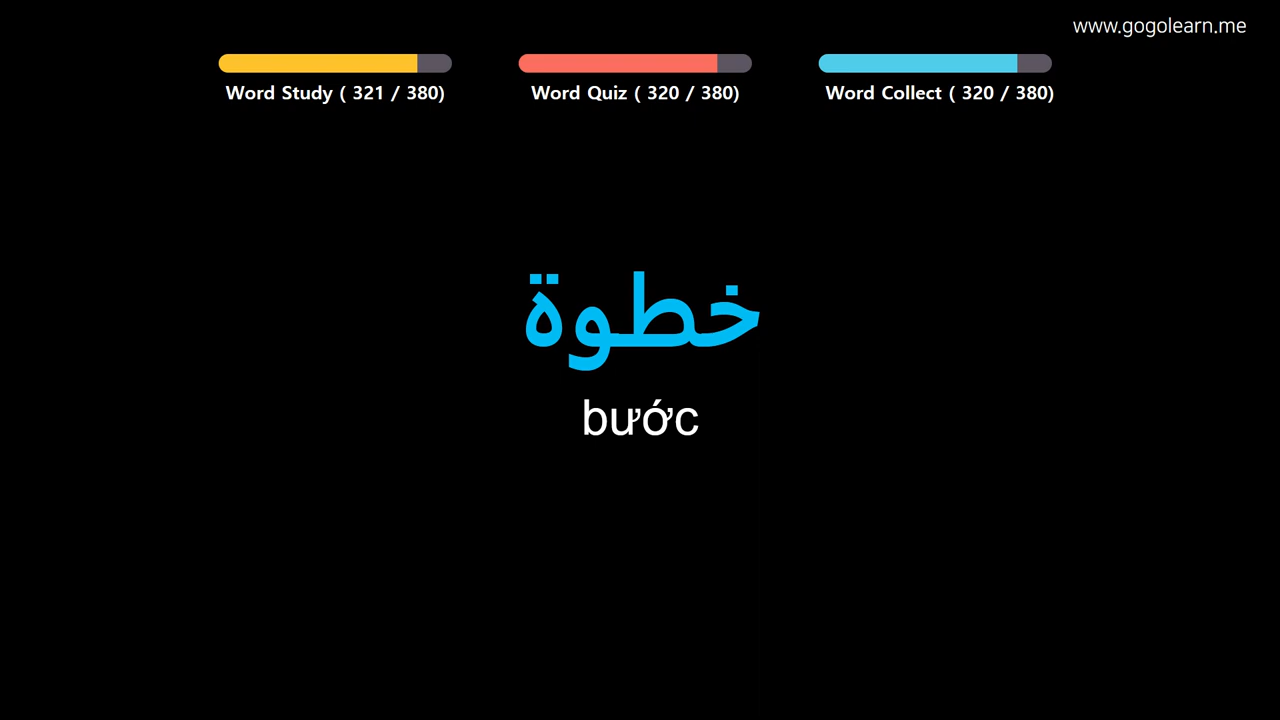 www.gogolearn.me
Word Study ( 321 / 380)
Word Quiz ( 320 / 380)
Word Collect ( 320 / 380)
خطوة
bước